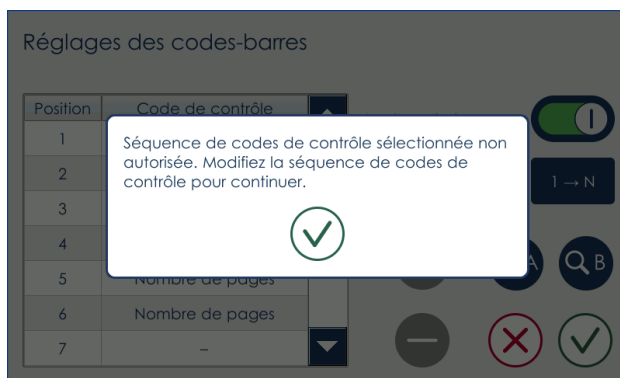 Réglages des codes-barres
Position Code de contrôle
Séquence de codes de contrôle sélectionnée non
autorisée. Modifiez la séquence de codes de
contrôle pour continuer.
1
2
1 → N
3
4
A
B
5 Nombre de pages
6 Nombre de pages
7 –